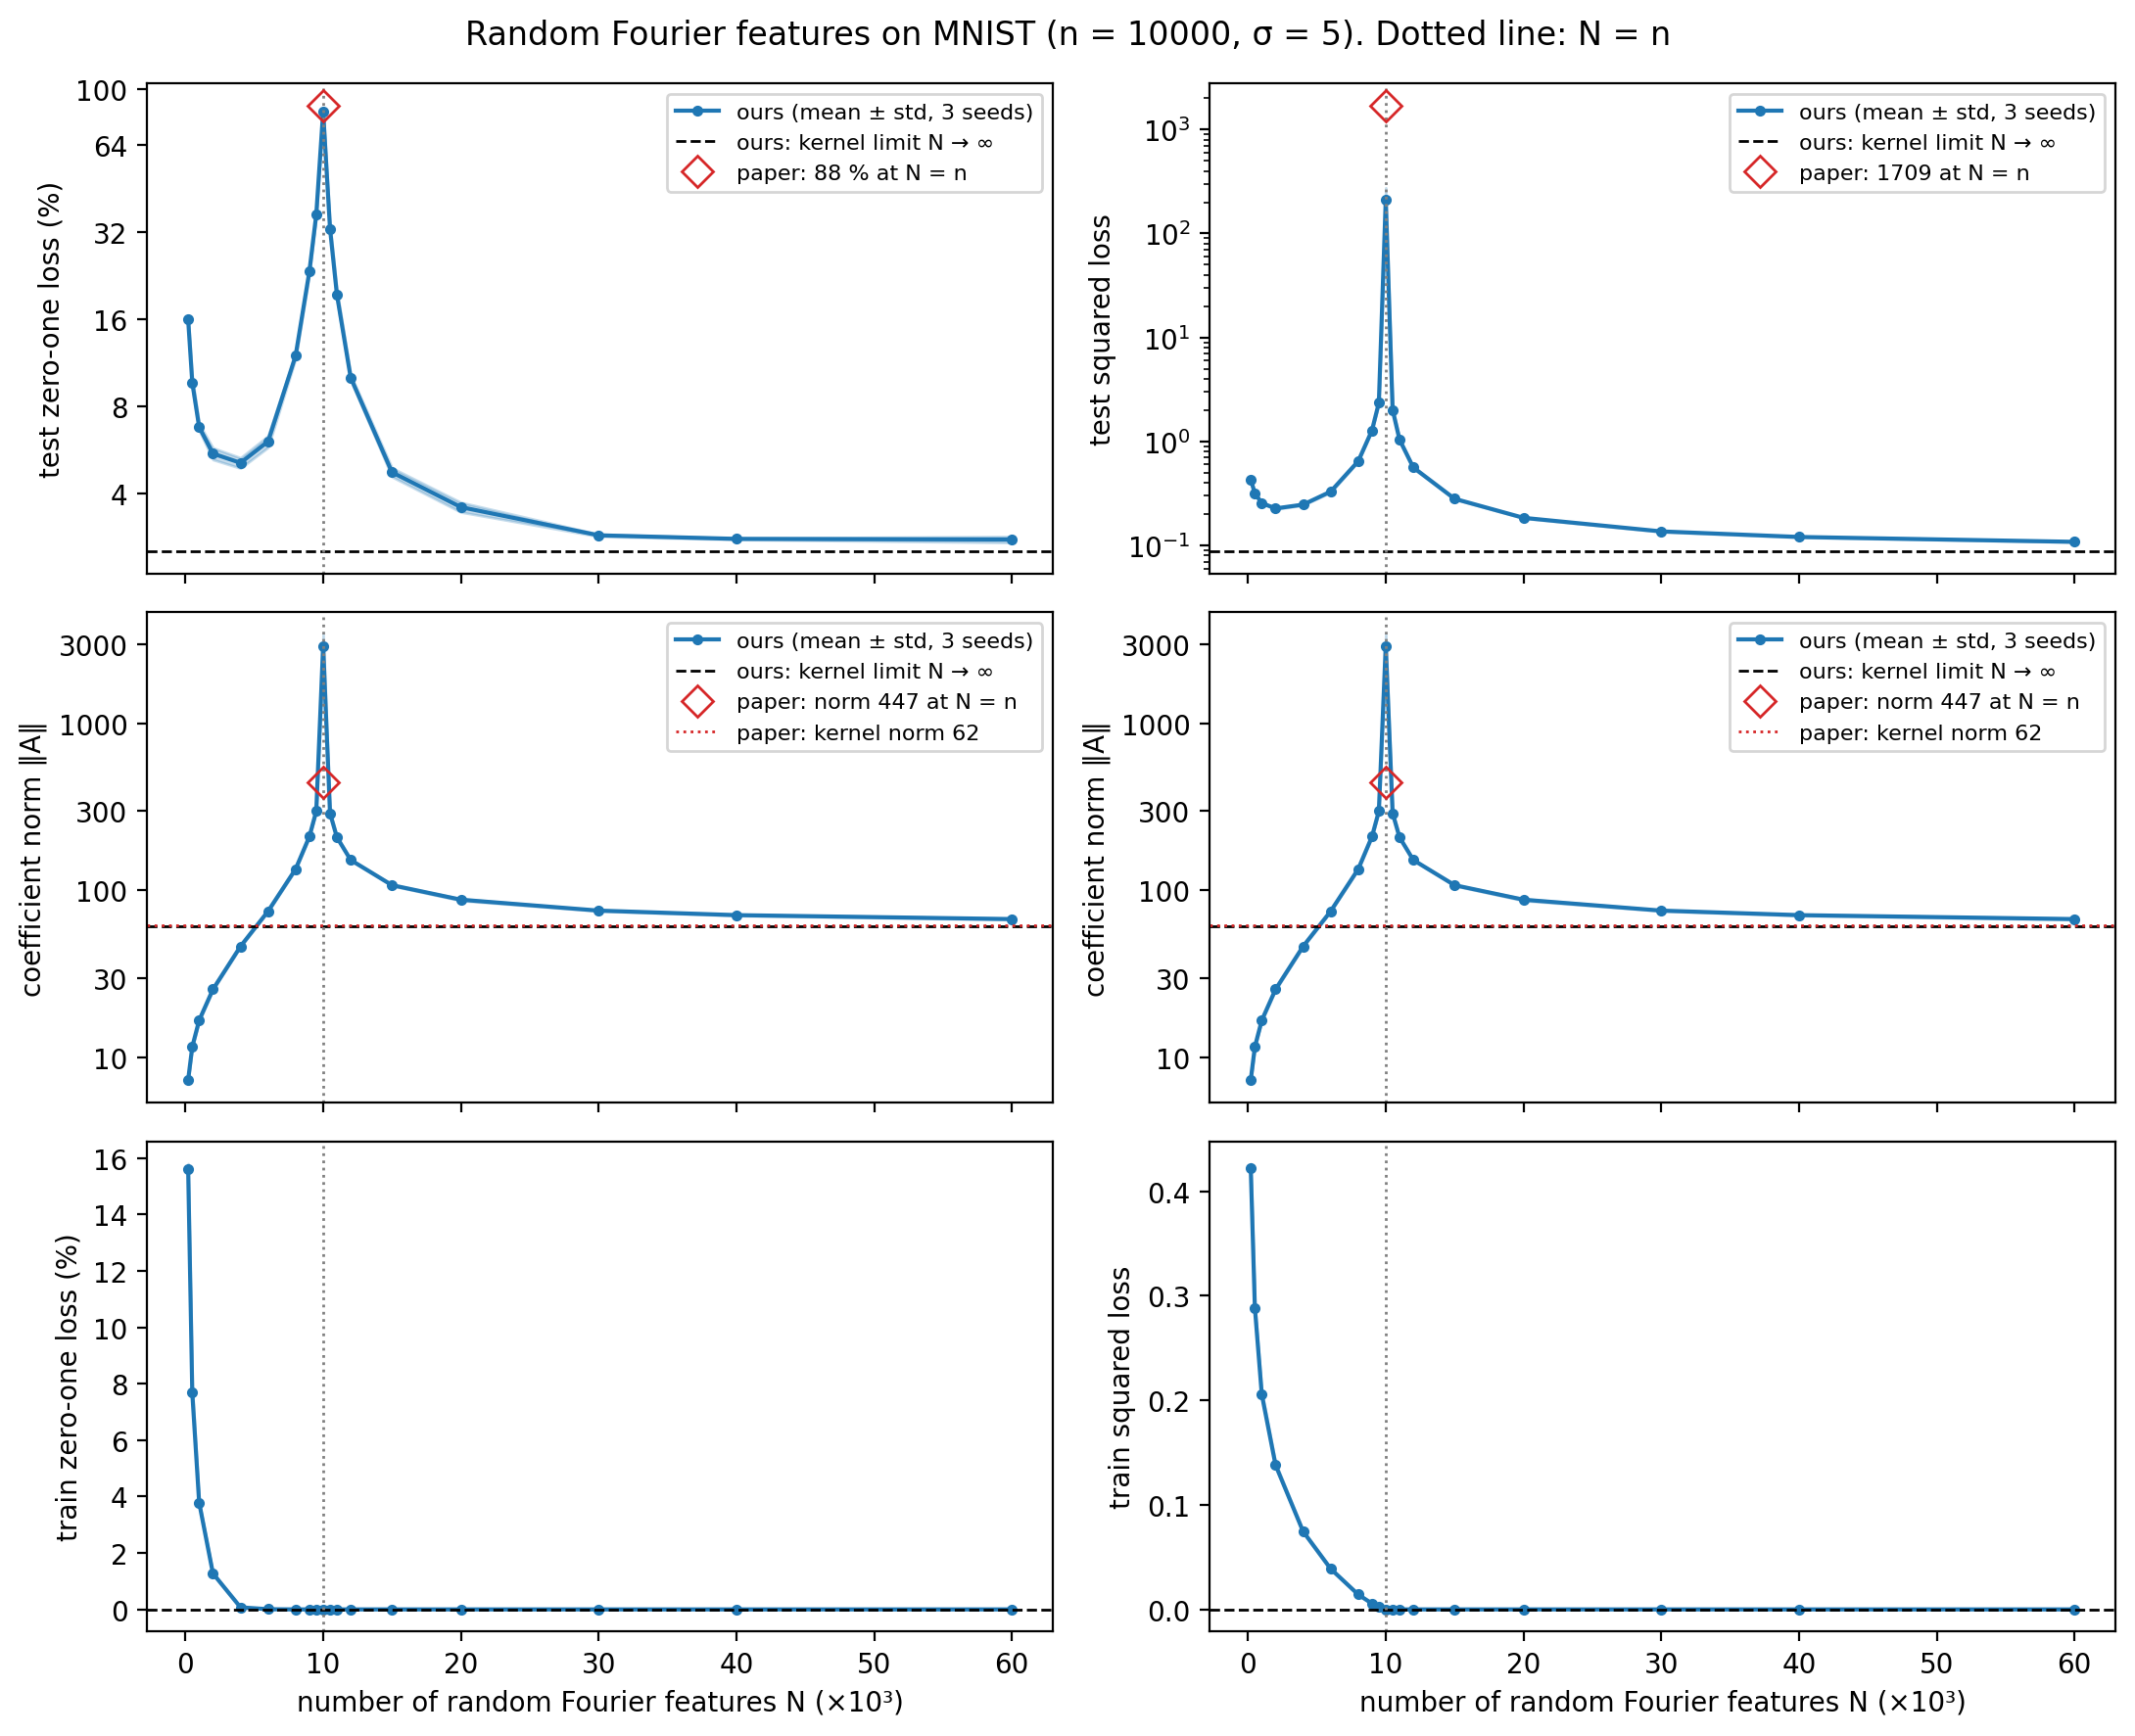 Random Fourier features on MNIST (n = 10000, σ = 5). Dotted line: N = n
100
64
32
16
8
4
test zero-one loss (%)
ours (mean ± std, 3 seeds)
ours: kernel limit N → ∞
paper: 88 % at N = n
10³
10²
10¹
10⁰
10⁻¹
test squared loss
ours (mean ± std, 3 seeds)
ours: kernel limit N → ∞
paper: 1709 at N = n
3000
1000
300
100
30
10
coefficient norm ‖A‖
ours (mean ± std, 3 seeds)
ours: kernel limit N → ∞
paper: norm 447 at N = n
paper: kernel norm 62
3000
1000
300
100
30
10
coefficient norm ‖A‖
ours (mean ± std, 3 seeds)
ours: kernel limit N → ∞
paper: norm 447 at N = n
paper: kernel norm 62
16
14
12
10
8
6
4
2
0
train zero-one loss (%)
0 10 20 30 40 50 60
number of random Fourier features N (×10³)
0.4
0.3
0.2
0.1
0.0
train squared loss
0 10 20 30 40 50 60
number of random Fourier features N (×10³)